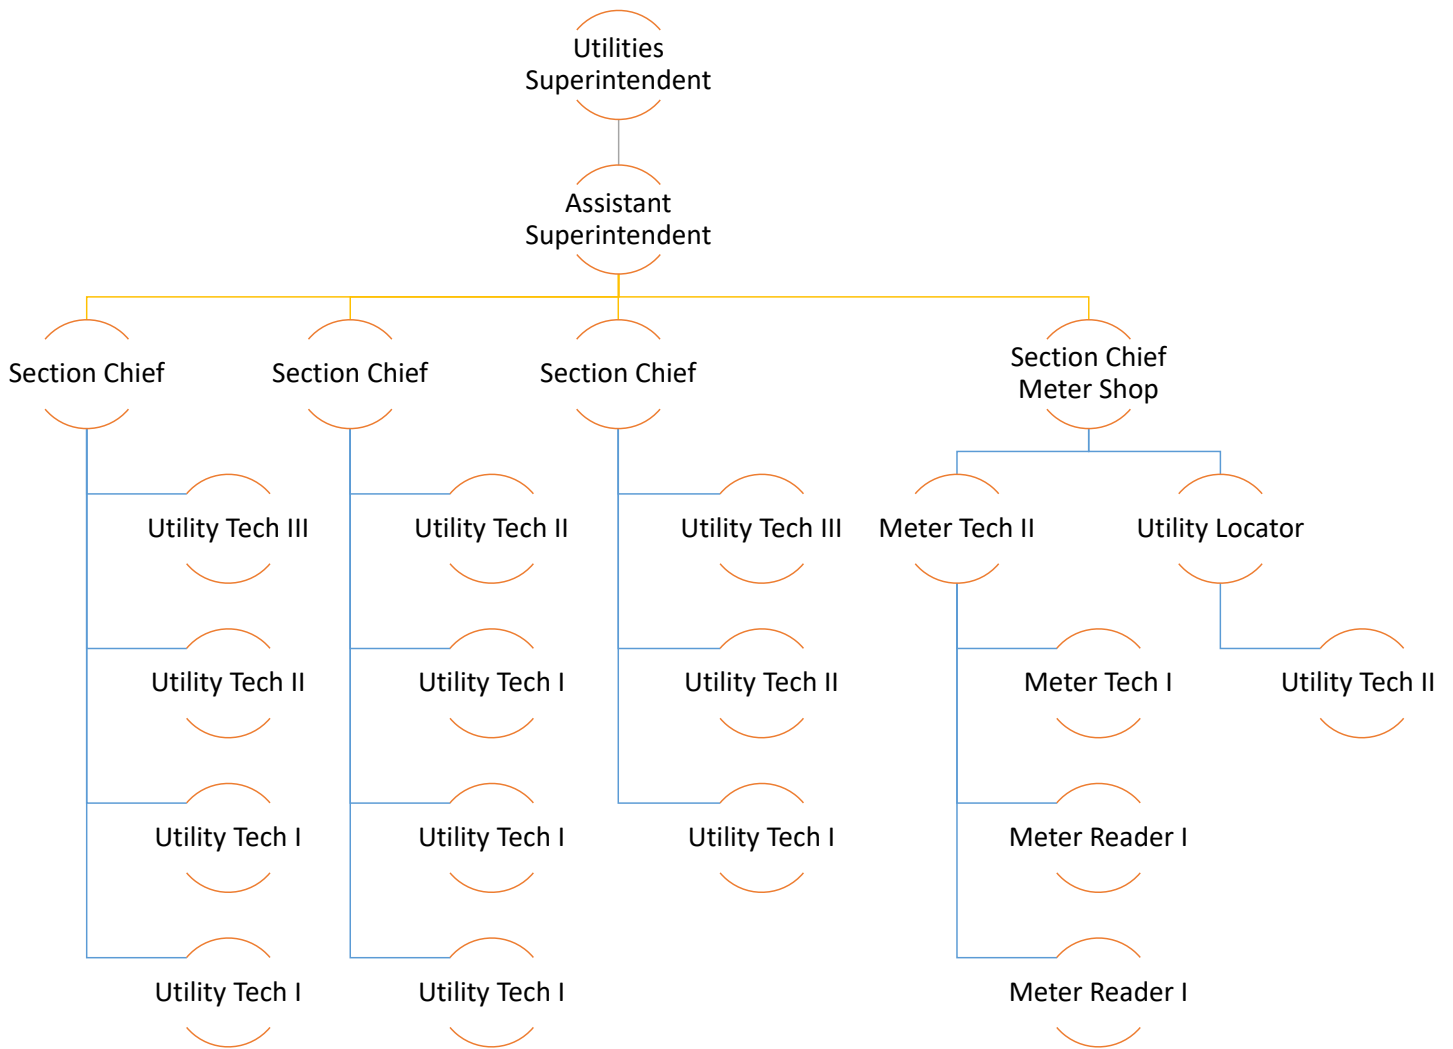 Utilities
Superintendent
Assistant
Superintendent
Section Chief
Section Chief
Section Chief
Section Chief
Meter Shop
Utility Tech III
Utility Tech II
Utility Tech III
Meter Tech II
Utility Locator
Utility Tech II
Utility Tech I
Utility Tech II
Meter Tech I
Utility Tech II
Utility Tech I
Utility Tech I
Utility Tech I
Meter Reader I
Utility Tech I
Utility Tech I
Meter Reader I